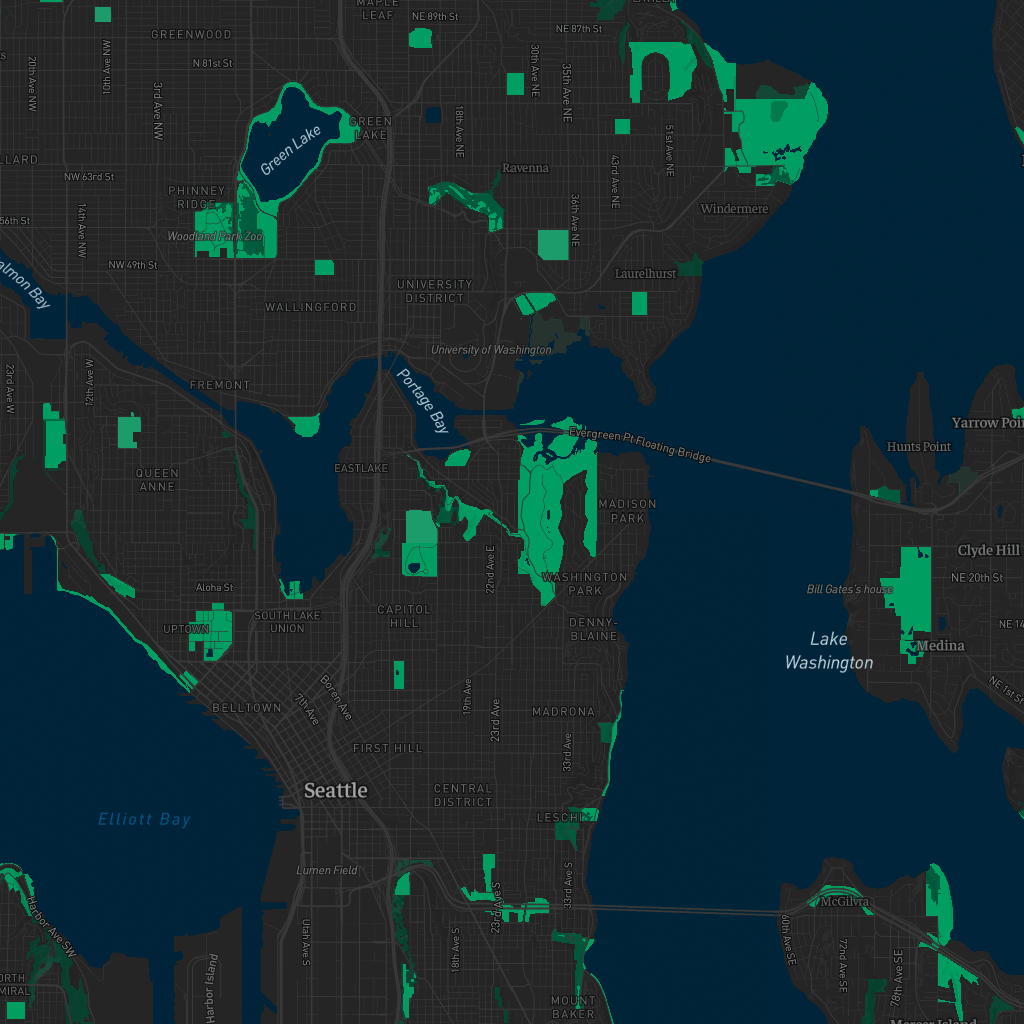 MAPLE
LEAF
NE 89th St
NE 87th St
GREENWOOD
N 81st St
20th Ave NW
10th Ave NW
3rd Ave NW
30th Ave NE
35th Ave NE
18th Ave NE
GREEN
LAKE
Green Lake
51st Ave NE
43rd Ave NE
Ravenna
NW 63rd St
PHINNEY
RIDGE
36th Ave NE
Windermere
14th Ave NW
56th St
Woodland Park Zoo
NW 49th St
Laurelhurst
UNIVERSITY
DISTRICT
WALLINGFORD
University of Washington
FREMONT
23rd Ave W
12th Ave W
Portage Bay
Evergreen Pt Floating Bridge
Hunts Point
EASTLAKE
QUEEN
ANNE
MADISON
PARK
Clyde Hill
22nd Ave E
WASHINGTON
PARK
NE 20th St
Aloha St
Bill Gates's house
CAPITOL
HILL
SOUTH LAKE
UNION
UPTOWN
DENNY-
BLAINE
Lake
Washington
Medina
NE 1st St
BELLTOWN
Boren Ave
7th Ave
19th Ave
23rd Ave
MADRONA
33rd Ave
FIRST HILL
Seattle
CENTRAL
DISTRICT
Elliott Bay
LESCHI
Lumen Field
23rd Ave S
33rd Ave S
McGilvra
Harbor Ave SW
Utah Ave S
18th Ave S
60th Ave SE
72nd Ave SE
78th Ave SE
Harbor Island
MOUNT
BAKER